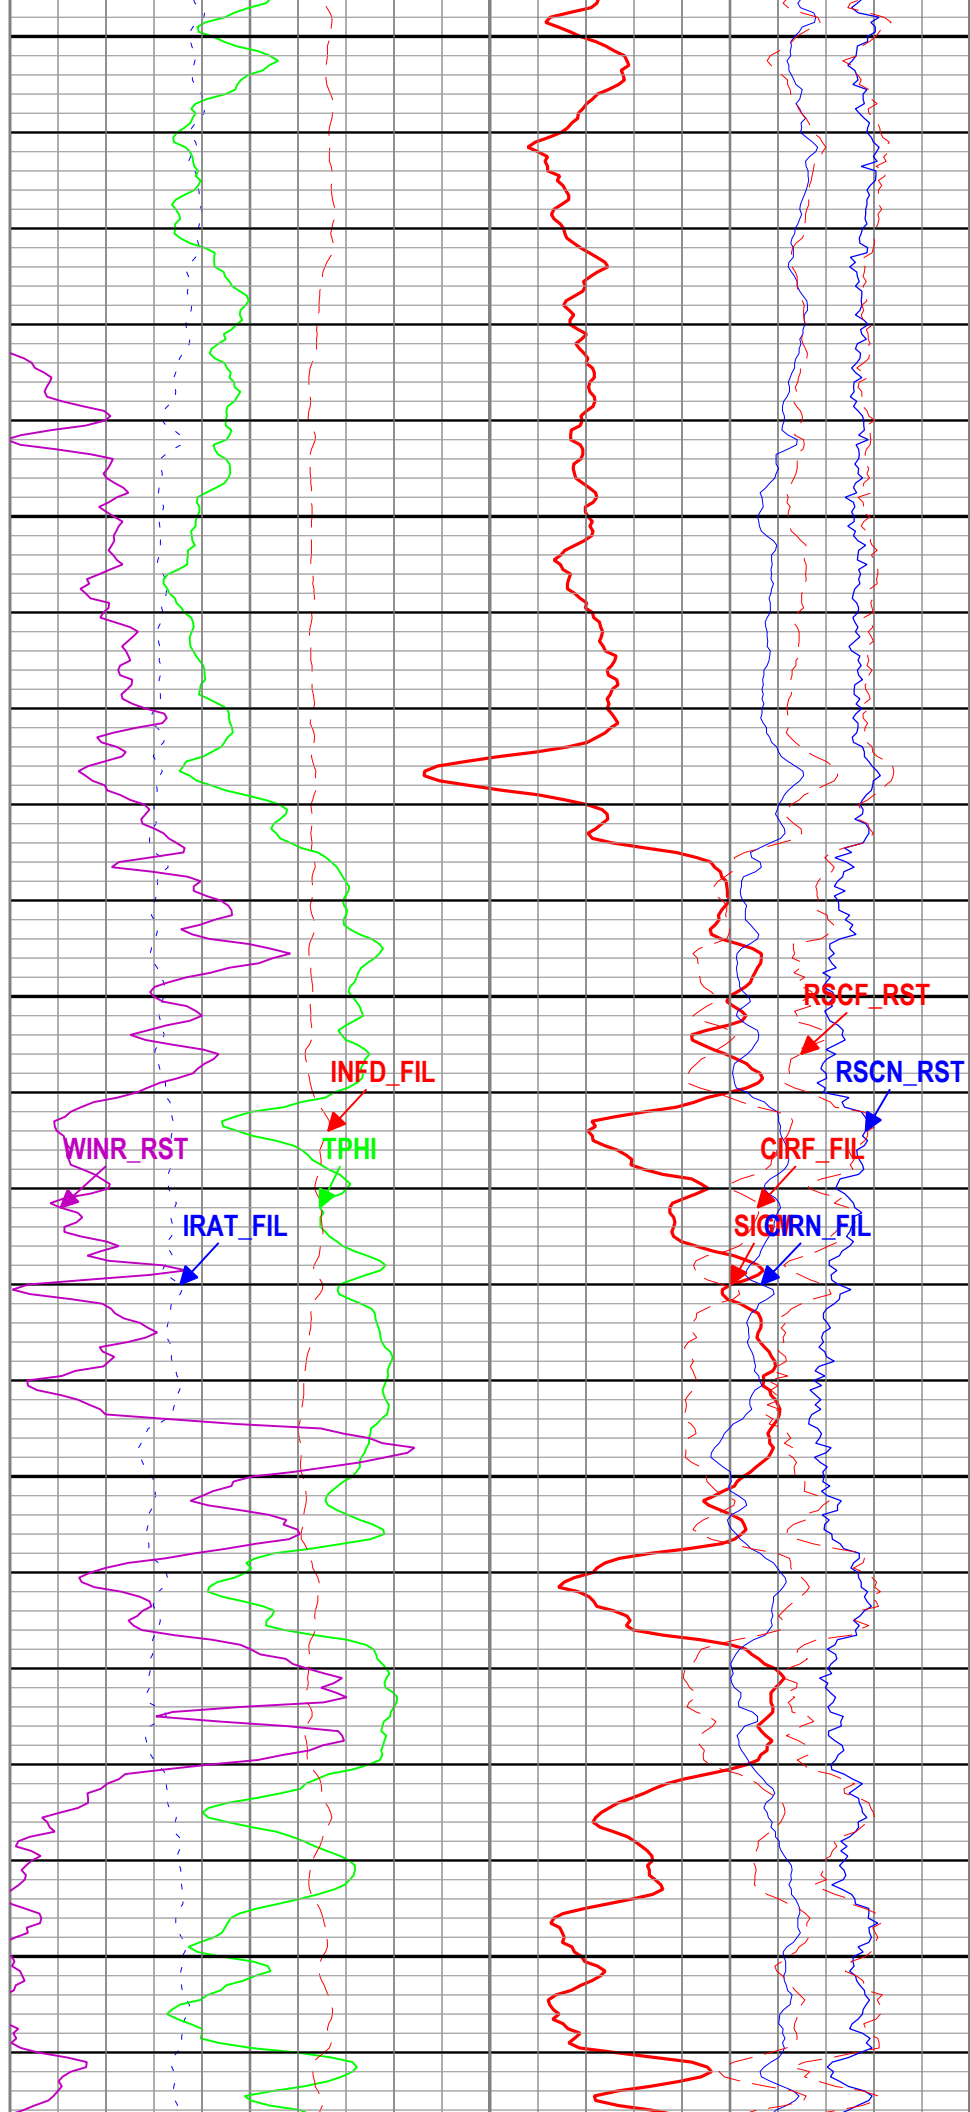 RSCF_RST
INFD_FIL
RSCN_RST
WINR_RST
TPHI
CIRF_FIL
IRAT_FIL
CIRN_FIL